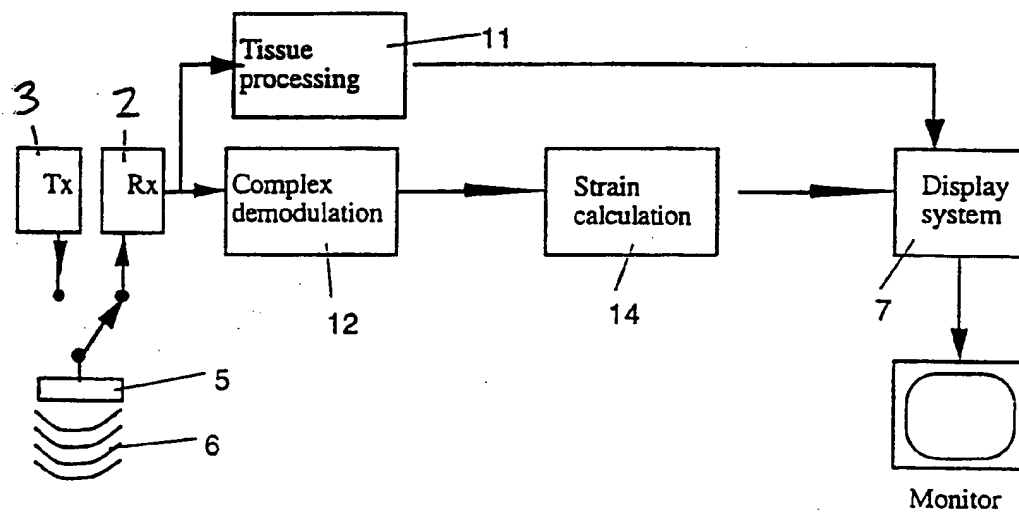 Tissue
processing
11
3
2
Tx
Rx
Complex
demodulation
Strain
calculation
Display
system
12
14
7
5
6
Monitor